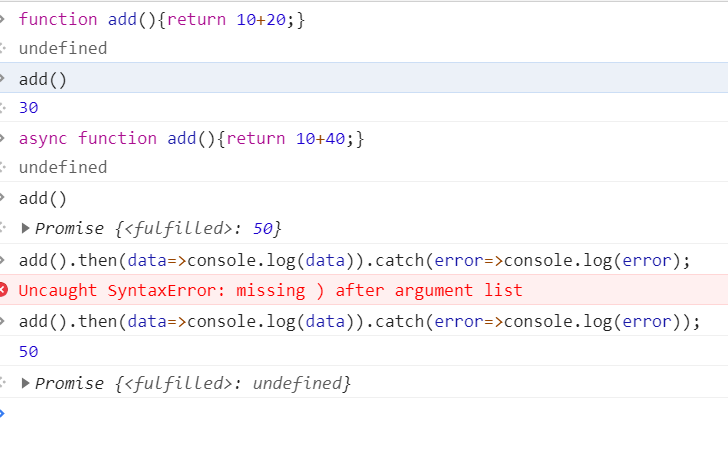 function add(){return 10+20;}
undefined
add()
30
async function add(){return 10+40;}
undefined
add()
Promise {<fulfilled>: 50}
add().then(data=>console.log(data)).catch(error=>console.log(error);
Uncaught SyntaxError: missing ) after argument list
add().then(data=>console.log(data)).catch(error=>console.log(error));
50
Promise {<fulfilled>: undefined}